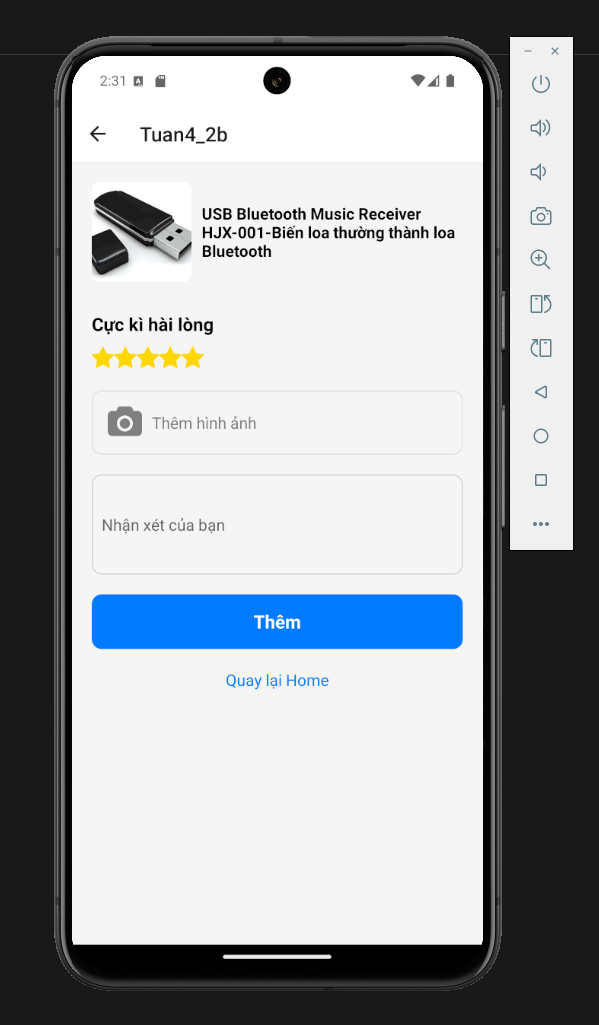 2:31
Tuan4_2b
USB Bluetooth Music Receiver
HJX-001-Biến loa thường thành loa
Bluetooth
Cực kì hài lòng
Thêm hình ảnh
Nhận xét của bạn
Thêm
Quay lại Home